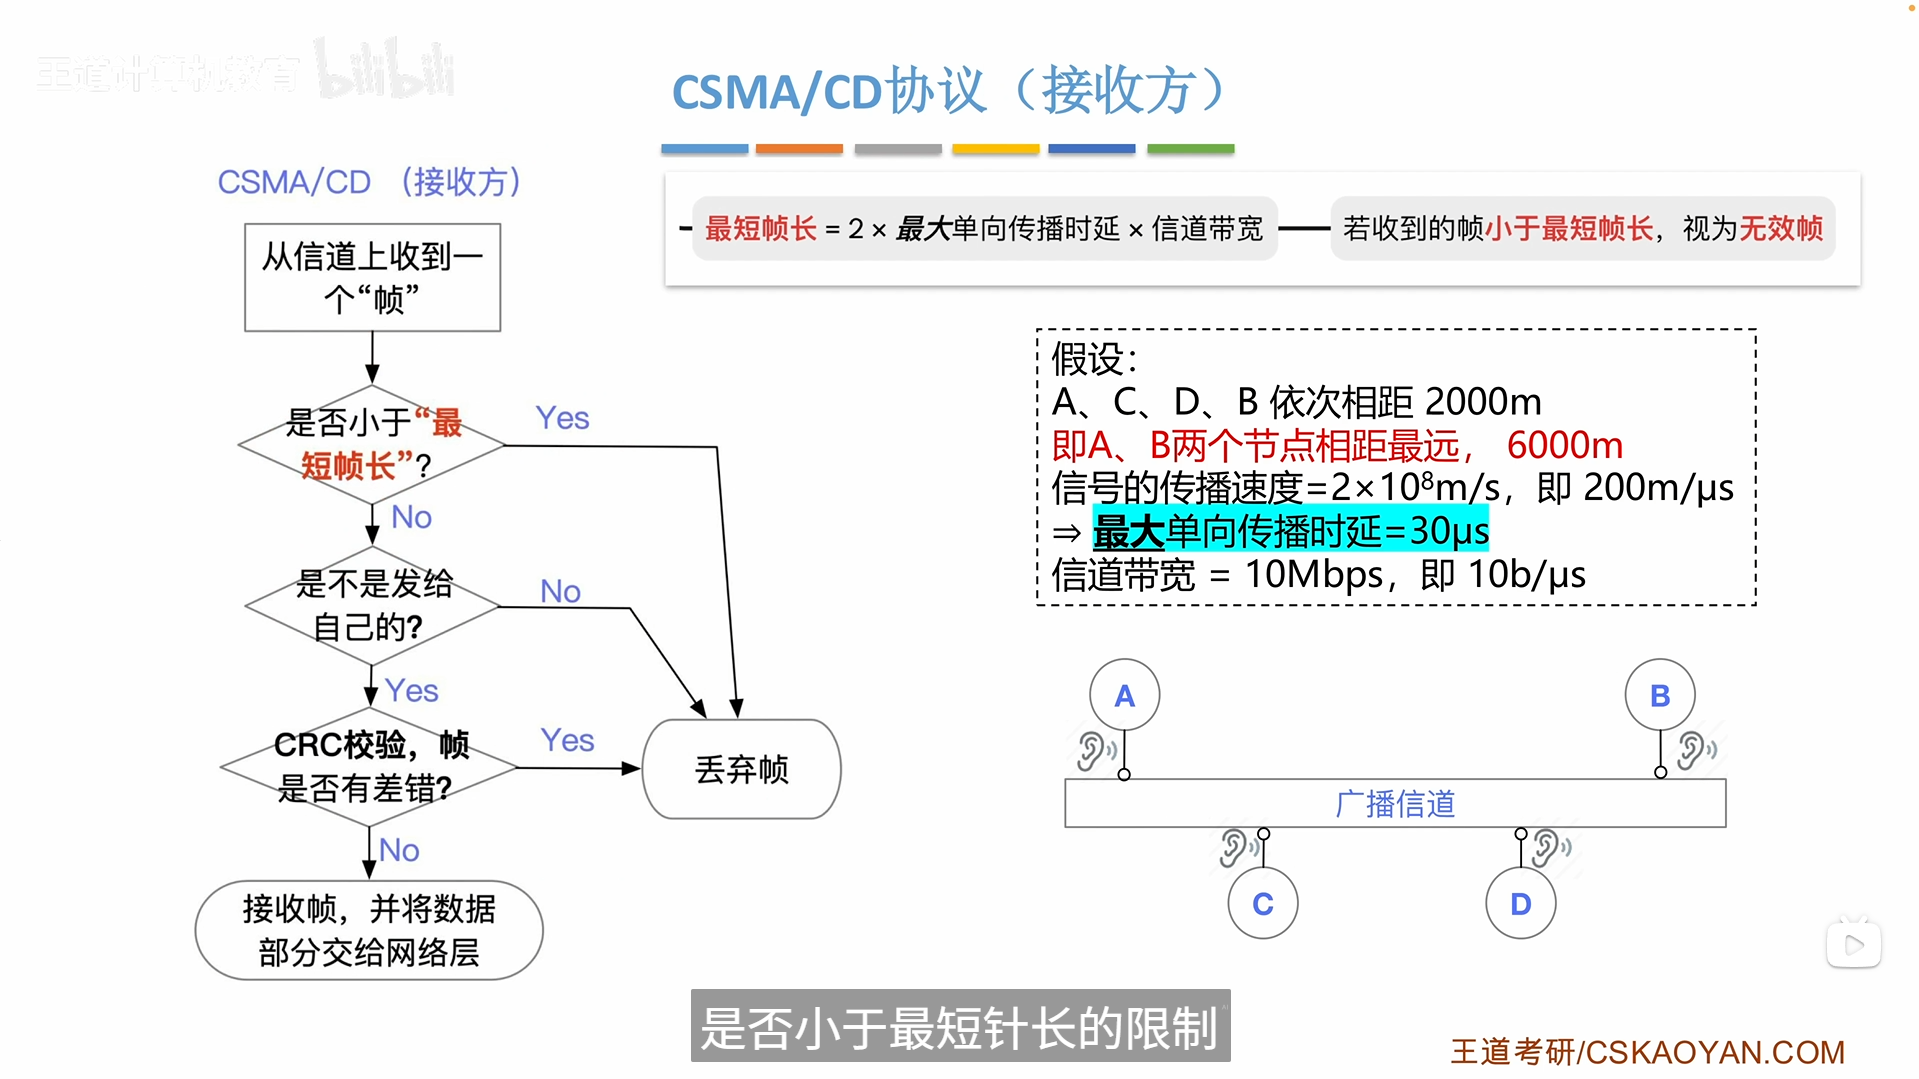 王道计算机教育 bilibili
CSMA/CD协议（接收方）
CSMA/CD （接收方）
最短帧长 = 2 × 最大单向传播时延 × 信道带宽
若收到的帧小于最短帧长，视为无效帧
从信道上收到一
个“帧”
是否小于“最
短帧长”?
Yes
No
是不是发给
自己的?
No
Yes
CRC校验，帧
是否有差错?
Yes
No
丢弃帧
接收帧，并将数据
部分交给网络层
假设：
A、C、D、B 依次相距 2000m
即A、B两个节点相距最远， 6000m
信号的传播速度=2×10⁸m/s，即 200m/μs
⇒ 最大单向传播时延=30μs
信道带宽 = 10Mbps，即 10b/μs
A
B
广播信道
C
D
是否小于最短针长的限制
王道考研/CSKAOYAN.COM